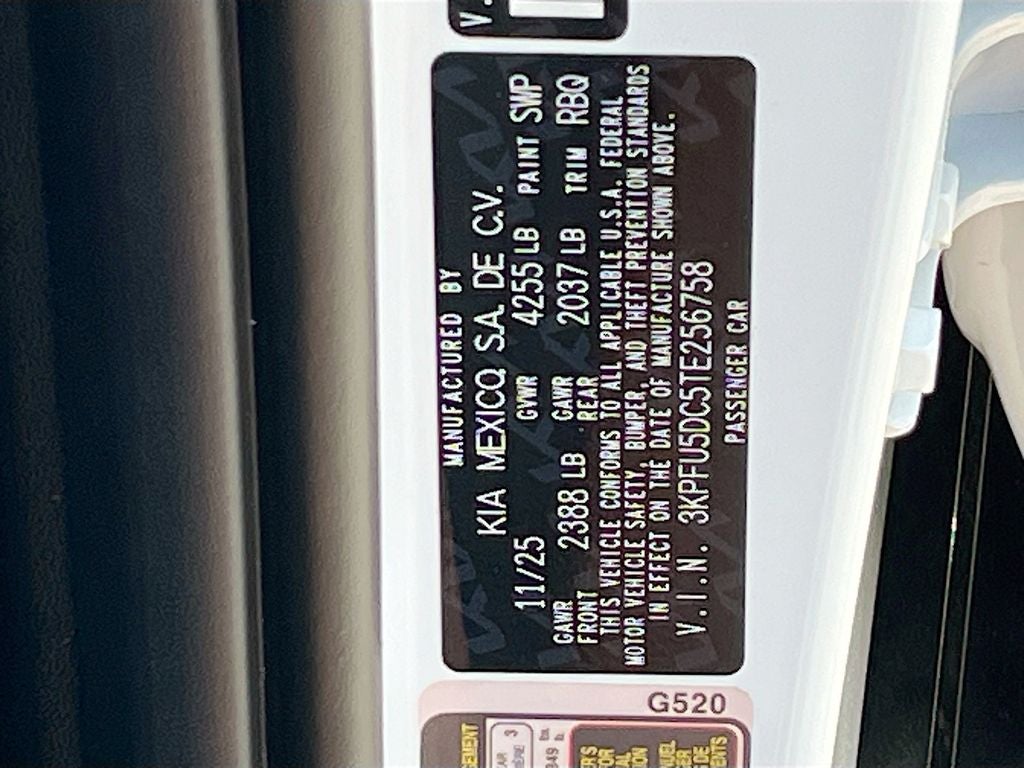 V.
MANUFACTURED BY
KIA MEXICO, S.A. DE C.V.
11/25 GVWR 4255 LB PAINT SWP
GAWR FRONT 2388 LB GAWR REAR 2037 LB TRIM RBQ
THIS VEHICLE CONFORMS TO ALL APPLICABLE U.S.A. FEDERAL
MOTOR VEHICLE SAFETY, BUMPER, AND THEFT PREVENTION STANDARDS
IN EFFECT ON THE DATE OF MANUFACTURE SHOWN ABOVE.
V.I.N. 3KPFU5DC5TE256758
PASSENGER CAR
G520
3